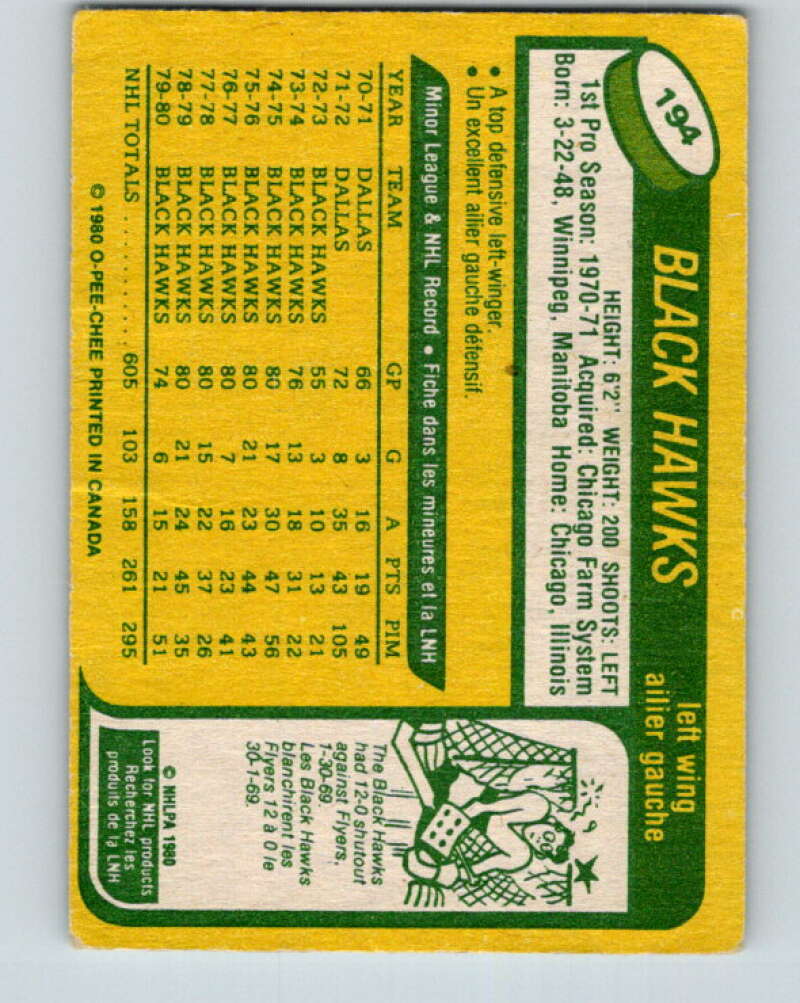 194
BLACK HAWKS
left wing
ailier gauche
HEIGHT: 6'2" WEIGHT: 200 SHOOTS: LEFT
1st Pro Season: 1970-71 Acquired: Chicago Farm System
Born: 3-22-48, Winnipeg, Manitoba Home: Chicago, Illinois
• A top defensive left-winger.
• Un excellent ailier gauche défensif.
Minor League & NHL Record • Fiche dans les mineures et la LNH
YEAR TEAM GP G A PTS PIM
70-71 DALLAS 66 3 16 19 49
71-72 DALLAS 72 8 35 43 105
72-73 BLACK HAWKS 55 3 10 13 21
73-74 BLACK HAWKS 76 13 18 31 22
74-75 BLACK HAWKS 80 17 30 47 56
75-76 BLACK HAWKS 80 21 23 44 43
76-77 BLACK HAWKS 80 7 16 23 41
77-78 BLACK HAWKS 80 15 22 37 26
78-79 BLACK HAWKS 80 21 24 45 35
79-80 BLACK HAWKS 74 6 15 21 51
NHL TOTALS .......... 605 103 158 261 295
© 1980 O-PEE-CHEE PRINTED IN CANADA
The Black Hawks
had 12-0 shutout
against Flyers,
1-30-69.
Les Black Hawks
blanchirent les
Flyers 12 à 0 le
30-1-69.
© NHLPA 1980
Look for NHL products
Recherchez les
produits de la LNH